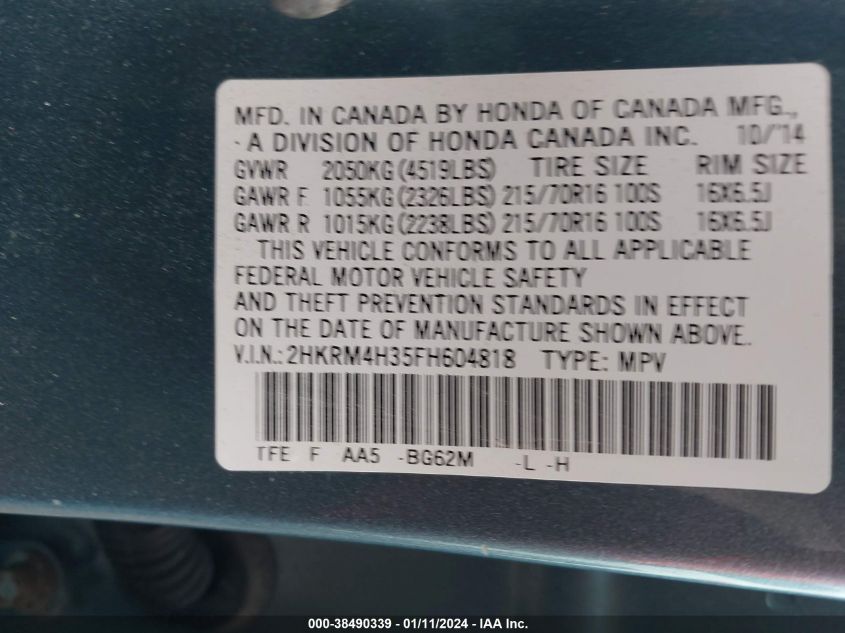 MFD. IN CANADA BY HONDA OF CANADA MFG.,
- A DIVISION OF HONDA CANADA INC. 10/'14
GVWR 2050KG(4519LBS) TIRE SIZE RIM SIZE
GAWR F 1055KG(2326LBS) 215/70R16 100S 16X6.5J
GAWR R 1015KG(2238LBS) 215/70R16 100S 16X6.5J
THIS VEHICLE CONFORMS TO ALL APPLICABLE
FEDERAL MOTOR VEHICLE SAFETY
AND THEFT PREVENTION STANDARDS IN EFFECT
ON THE DATE OF MANUFACTURE SHOWN ABOVE.
V.I.N.: 2HKRM4H35FH604818 TYPE: MPV
TFE F AA5 -BG62M -L -H
000-38490339 - 01/11/2024 - IAA Inc.